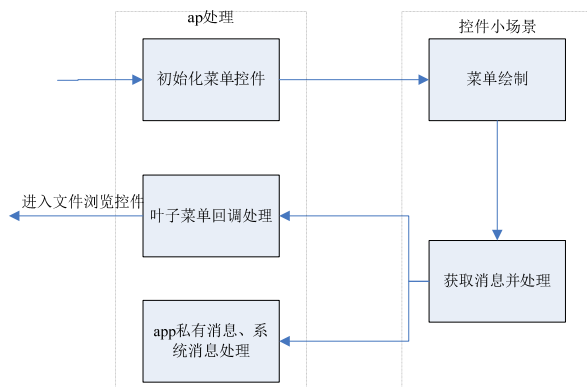 ap处理
控件小场景
初始化菜单控件
菜单绘制
进入文件浏览控件
叶子菜单回调处理
获取消息并处理
app私有消息、系
统消息处理